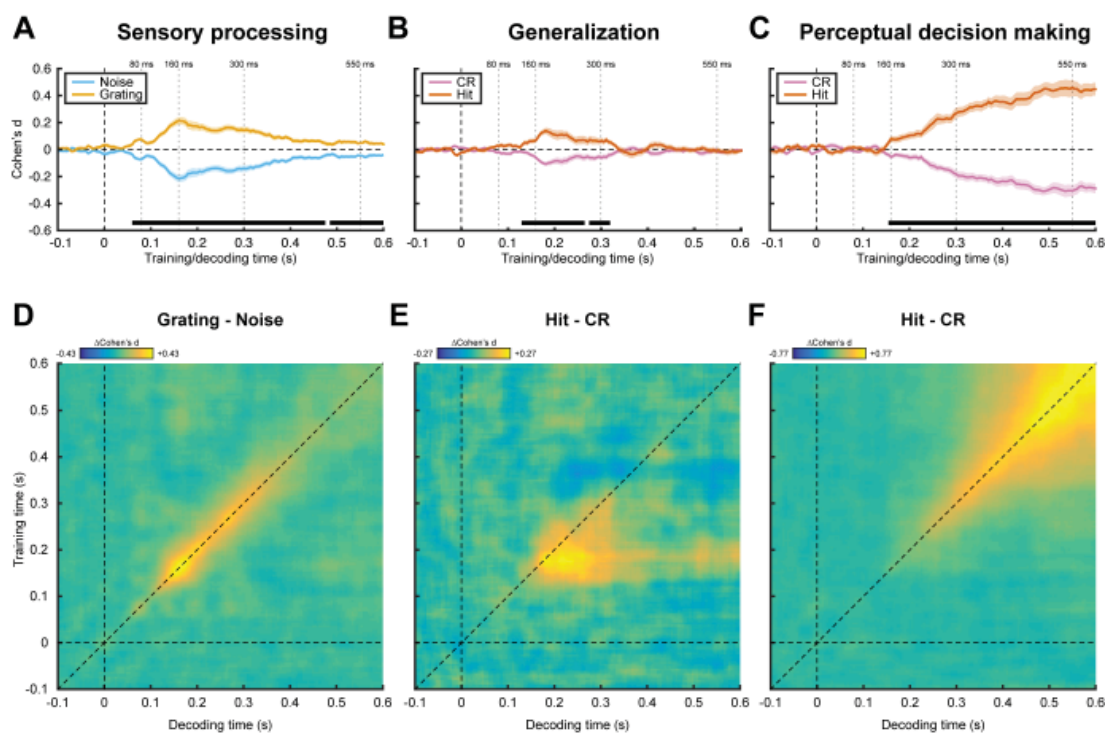 A Sensory processing
B Generalization
C Perceptual decision making
80 ms 160 ms 300 ms 550 ms
80 ms 160 ms 300 ms 550 ms
80 ms 160 ms 300 ms 550 ms
Noise
Grating
CR
Hit
CR
Hit
Cohen's d
0.6
0.4
0.2
0
-0.2
-0.4
-0.6
-0.1 0 0.1 0.2 0.3 0.4 0.5 0.6
-0.1 0 0.1 0.2 0.3 0.4 0.5 0.6
-0.1 0 0.1 0.2 0.3 0.4 0.5 0.6
Training/decoding time (s)
Training/decoding time (s)
Training/decoding time (s)
D Grating - Noise
E Hit - CR
F Hit - CR
-0.43 ΔCohen's d +0.43
-0.27 ΔCohen's d +0.27
-0.77 ΔCohen's d +0.77
Training time (s)
0.6
0.5
0.4
0.3
0.2
0.1
0
-0.1
-0.1 0 0.1 0.2 0.3 0.4 0.5 0.6
-0.1 0 0.1 0.2 0.3 0.4 0.5 0.6
-0.1 0 0.1 0.2 0.3 0.4 0.5 0.6
Decoding time (s)
Decoding time (s)
Decoding time (s)